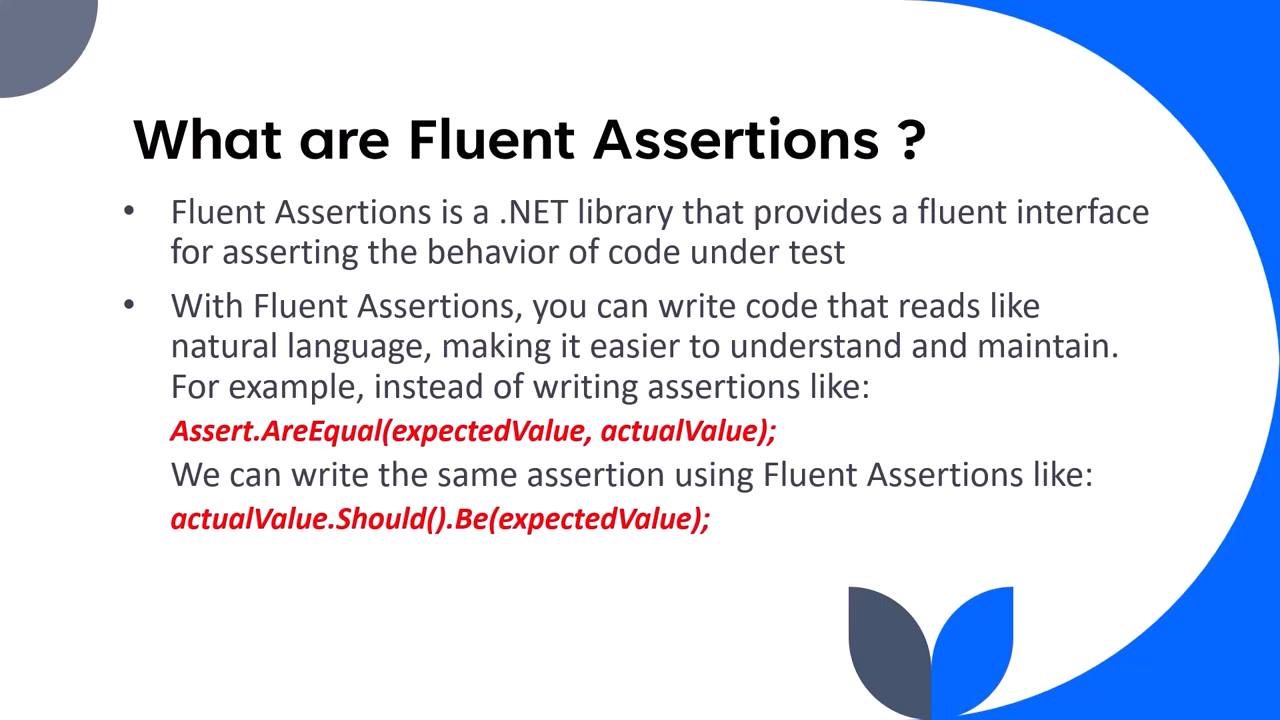 What are Fluent Assertions ?
• Fluent Assertions is a .NET library that provides a fluent interface
for asserting the behavior of code under test
• With Fluent Assertions, you can write code that reads like
natural language, making it easier to understand and maintain.
For example, instead of writing assertions like:
Assert.AreEqual(expectedValue, actualValue);
We can write the same assertion using Fluent Assertions like:
actualValue.Should().Be(expectedValue);